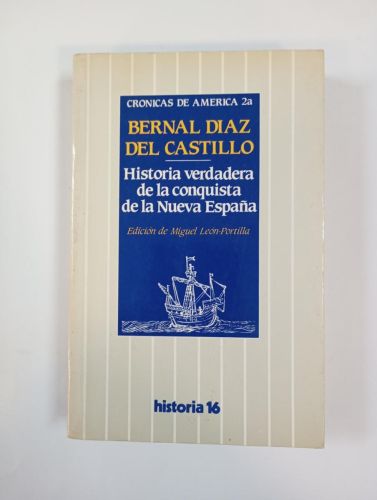 CRONICAS DE AMERICA 2a
BERNAL DIAZ
DEL CASTILLO
Historia verdadera
de la conquista
de la Nueva España
Edición de Miguel León-Portilla
historia 16